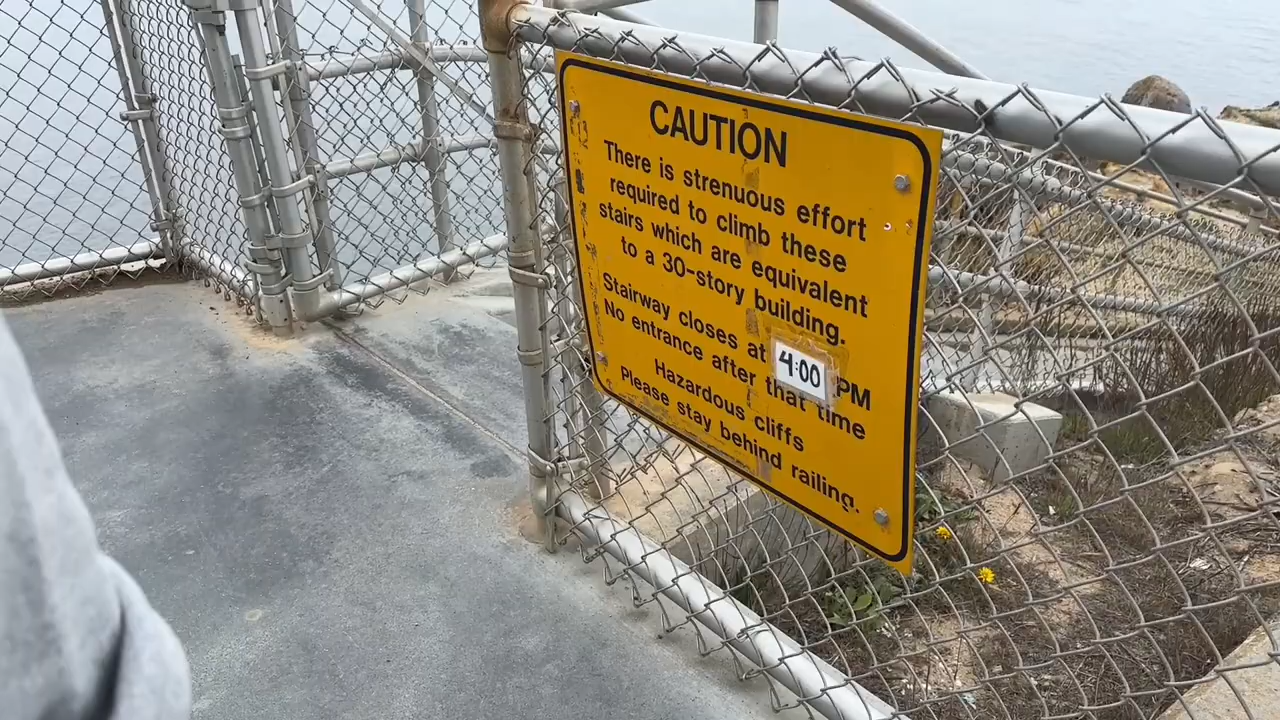 CAUTION
There is strenuous effort
required to climb these
stairs which are equivalent
to a 30-story building.
Stairway closes at 4:00 PM
No entrance after that time
Hazardous cliffs
Please stay behind railing.